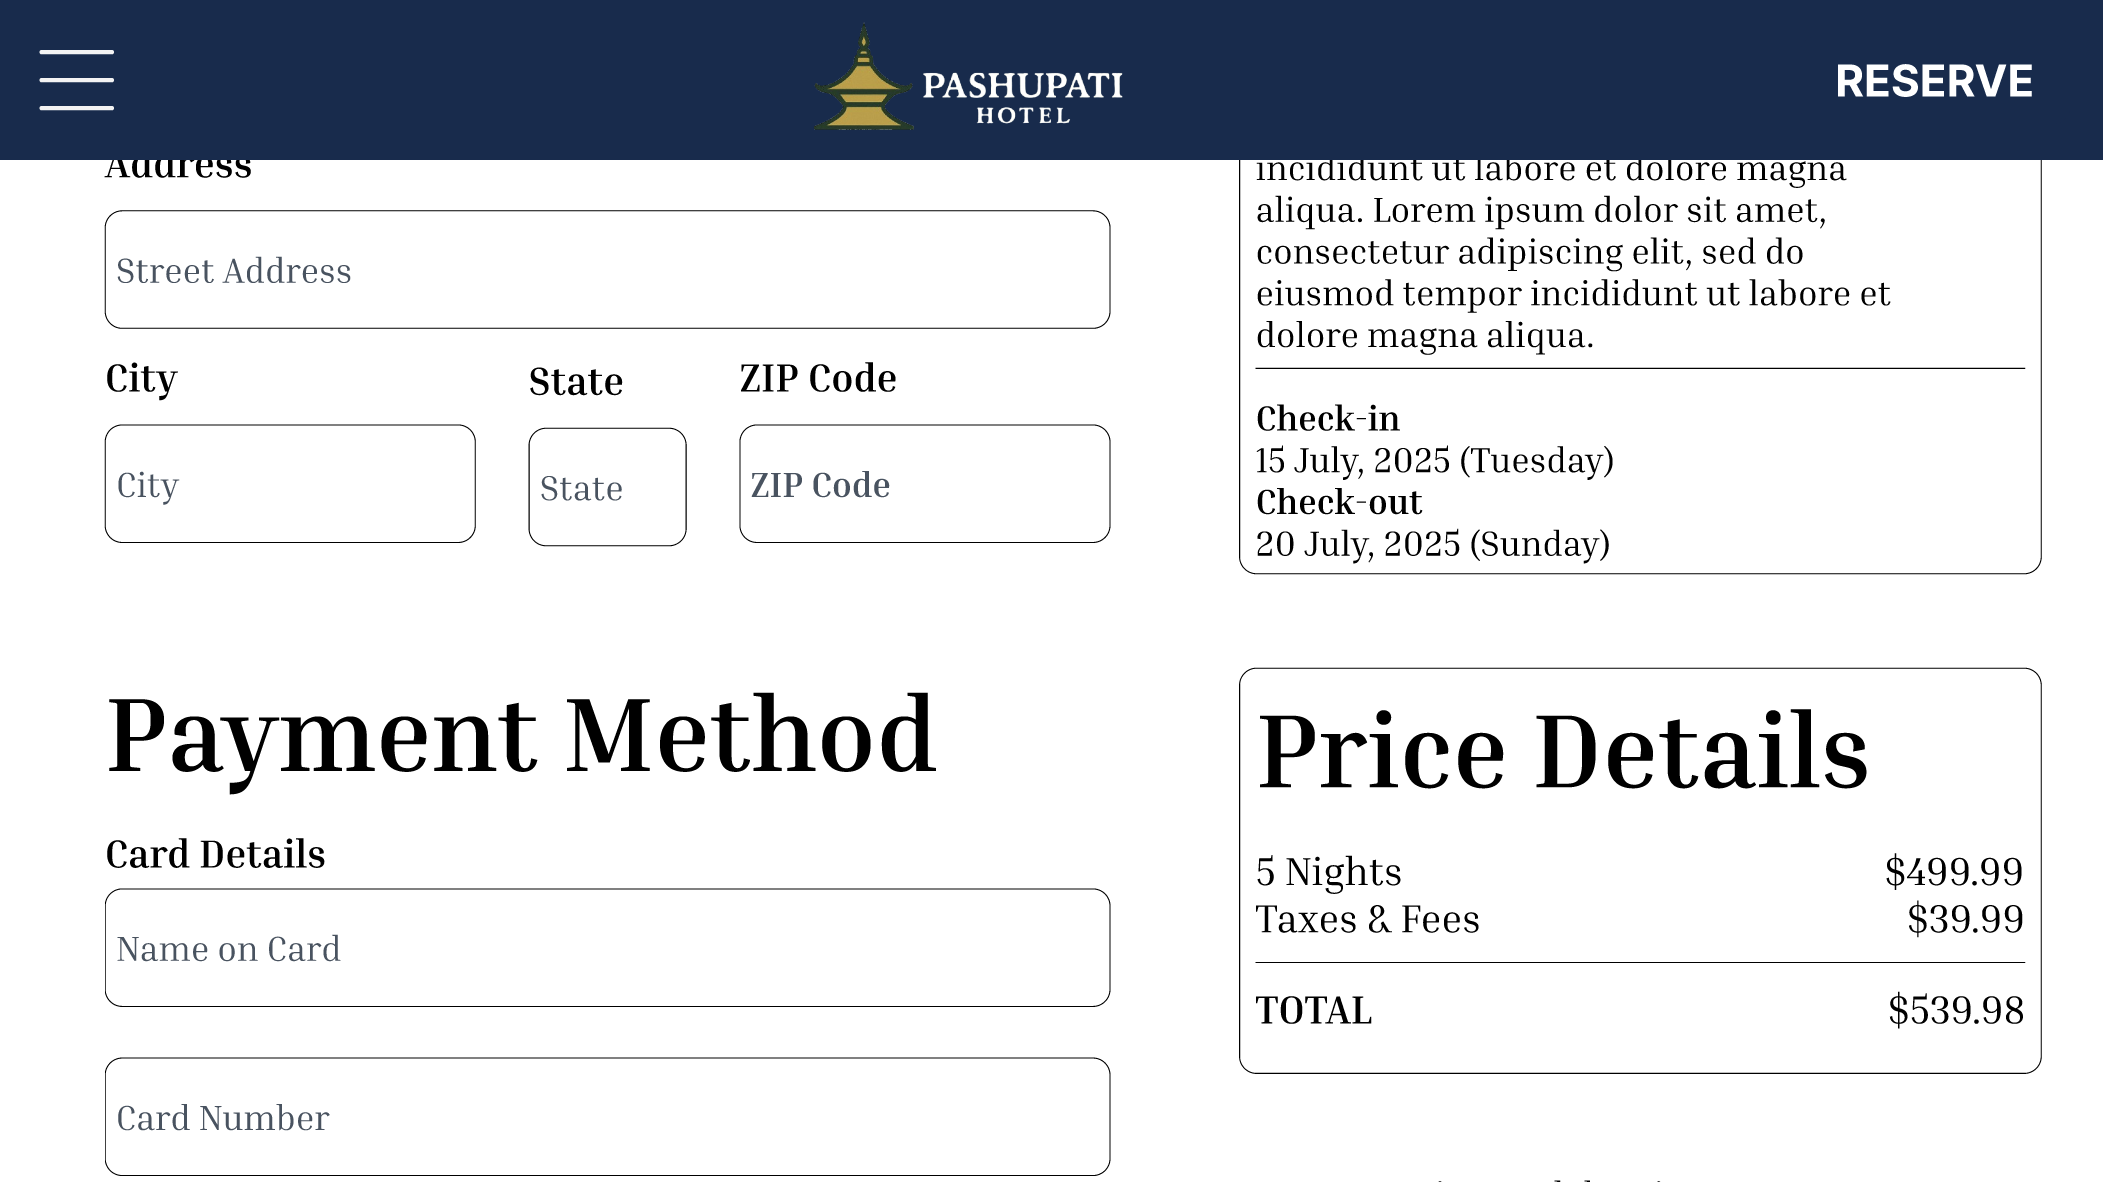 PASHUPATI
HOTEL
RESERVE
Address
Street Address
City
State
ZIP Code
City
State
ZIP Code
Payment Method
Card Details
Name on Card
Card Number
incididunt ut labore et dolore magna
aliqua. Lorem ipsum dolor sit amet,
consectetur adipiscing elit, sed do
eiusmod tempor incididunt ut labore et
dolore magna aliqua.
Check-in
15 July, 2025 (Tuesday)
Check-out
20 July, 2025 (Sunday)
Price Details
5 Nights $499.99
Taxes & Fees $39.99
TOTAL $539.98